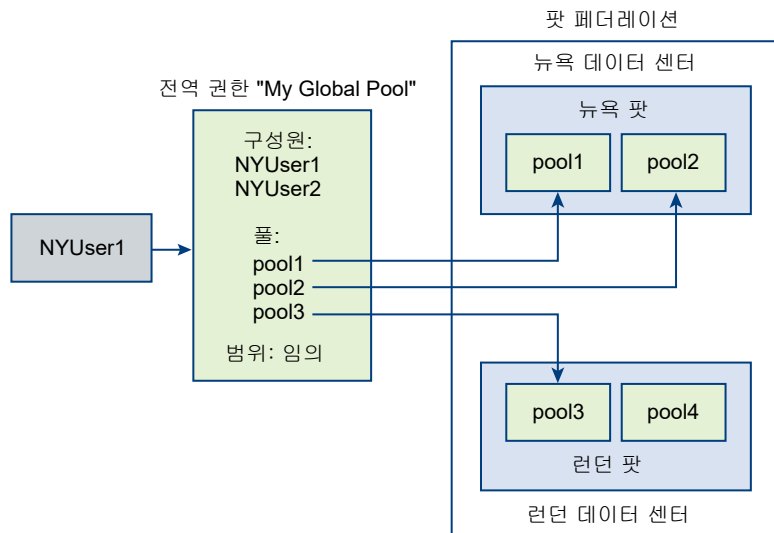 팟 페더레이션
뉴욕 데이터 센터
전역 권한 "My Global Pool"
뉴욕 팟
구성원:
NYUser1
NYUser2
pool1
pool2
NYUser1
풀:
pool1
pool2
pool3
범위: 임의
pool3
pool4
런던 팟
런던 데이터 센터